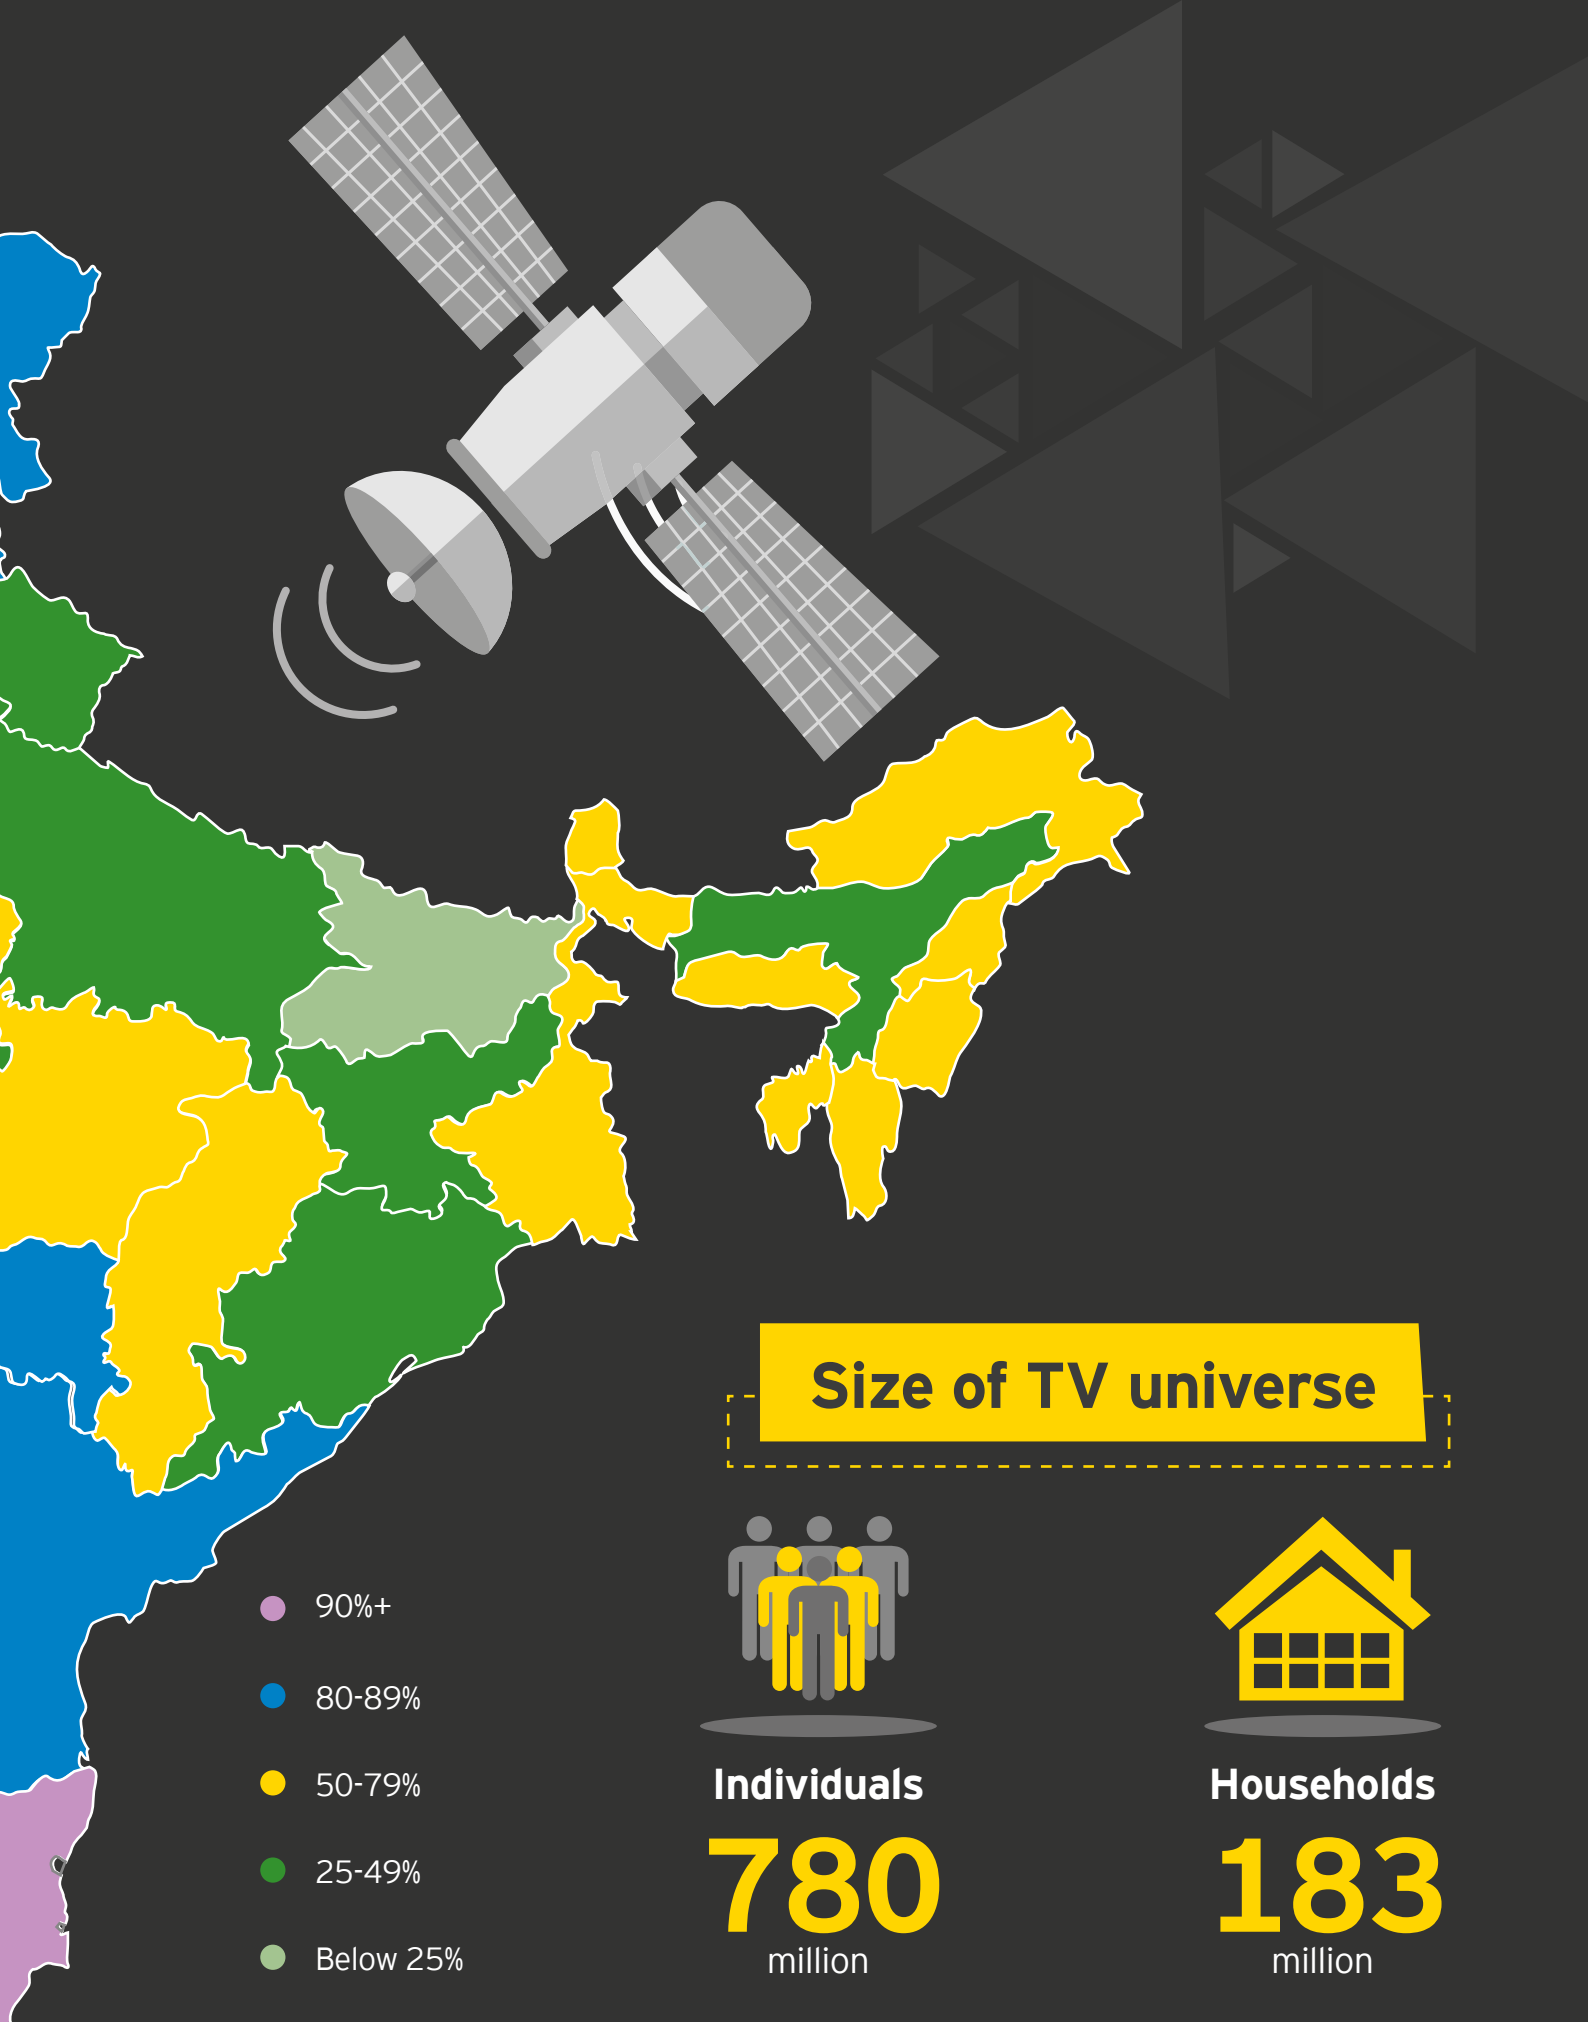 Size of TV universe
90%+
80-89%
50-79%
25-49%
Below 25%
Individuals
780
million
Households
183
million